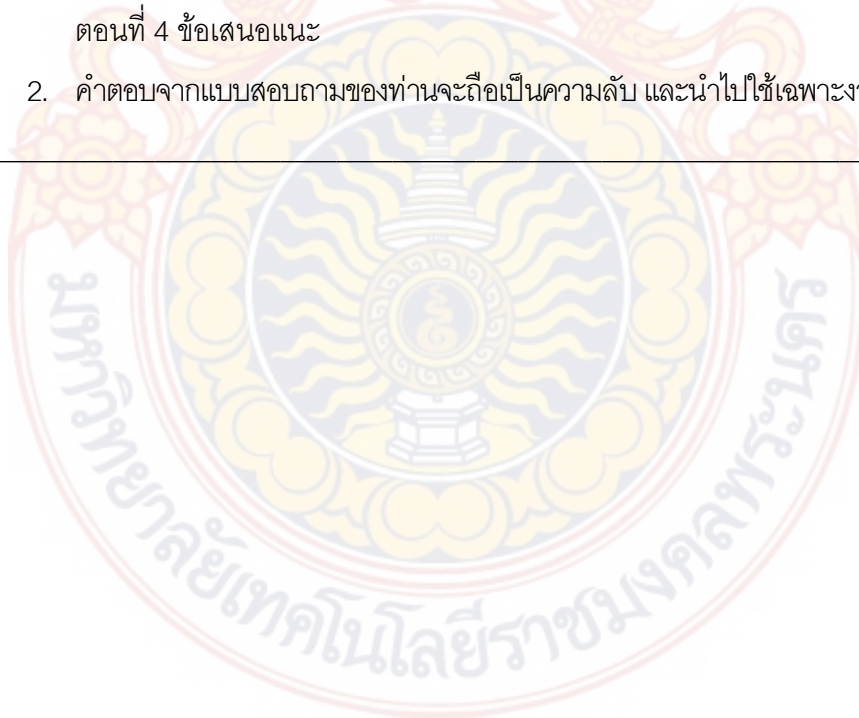 ตอนที่ 4 ข้อเสนอแนะ
2. คำตอบจากแบบสอบถามของท่านจะถือเป็นความลับ และนำไปใช้เฉพาะ
มหาวิทยาลัยเทคโนโลยีราชมงคลพระนคร